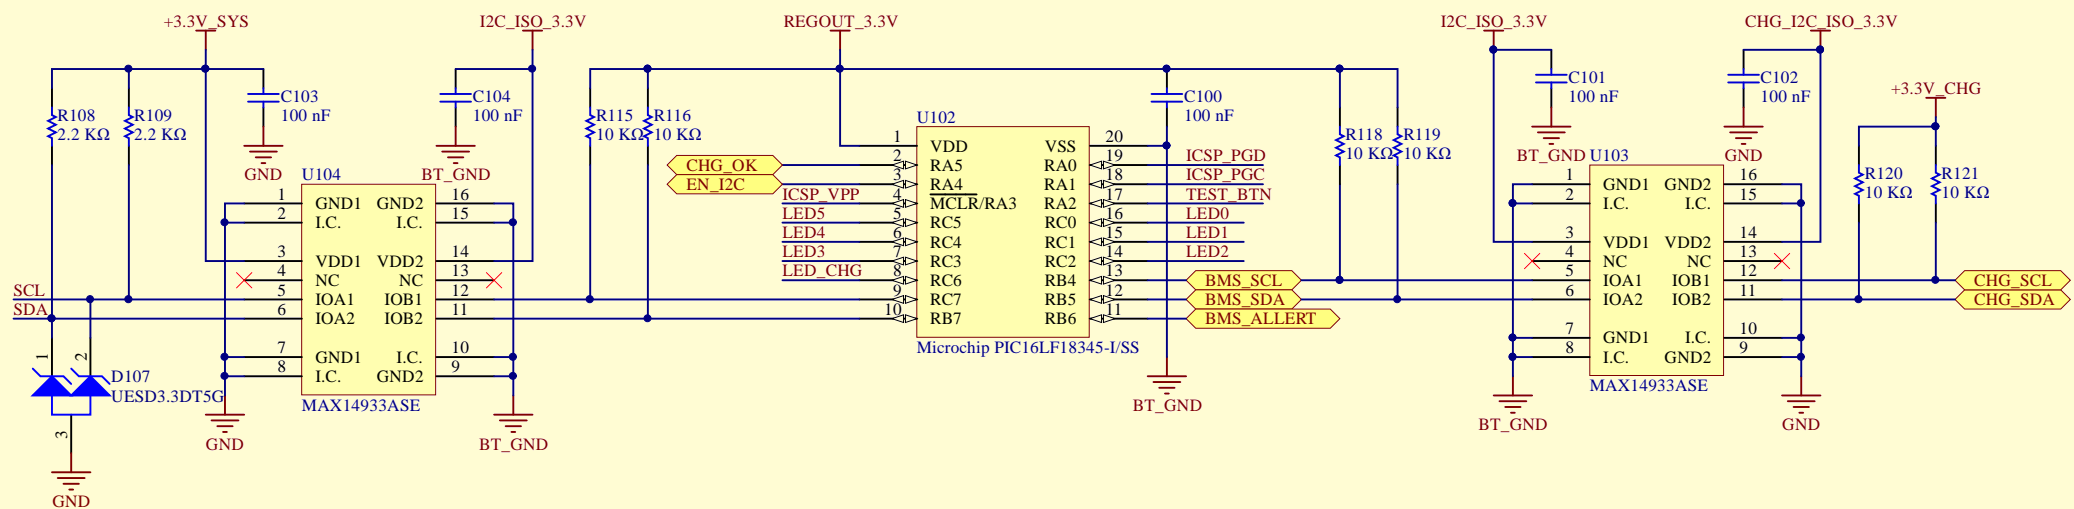 +3.3V_SYS
I2C_ISO_3.3V
REGOUT_3.3V
I2C_ISO_3.3V
CHG_I2C_ISO_3.3V
R108
2.2 KΩ
R109
2.2 KΩ
C103
100 nF
GND
C104
100 nF
BT_GND
R115
10 KΩ
R116
10 KΩ
C100
100 nF
R118
10 KΩ
R119
10 KΩ
C101
100 nF
BT_GND
C102
100 nF
GND
+3.3V_CHG
R120
10 KΩ
R121
10 KΩ
SCL
SDA
U104
1 GND1 GND2 16
2 I.C. I.C. 15
3 VDD1 VDD2 14
4 NC NC 13
5 IOA1 IOB1 12
6 IOA2 IOB2 11
7 GND1 I.C. 10
8 I.C. GND2 9
MAX14933ASE
GND
BT_GND
1
2
D107
UESD3.3DT5G
3
GND
U102
1 VDD VSS 20
CHG_OK 2 RA5 RA0 19 ICSP_PGD
EN_I2C 3 RA4 RA1 18 ICSP_PGC
ICSP_VPP 4 MCLR/RA3 RA2 17 TEST_BTN
LED5 5 RC5 RC0 16 LED0
LED4 6 RC4 RC1 15 LED1
LED3 7 RC3 RC2 14 LED2
LED_CHG 8 RC6 RB4 13 BMS_SCL
9 RC7 RB5 12 BMS_SDA
10 RB7 RB6 11 BMS_ALLERT
Microchip PIC16LF18345-I/SS
BT_GND
U103
1 GND1 GND2 16
2 I.C. I.C. 15
3 VDD1 VDD2 14
4 NC NC 13
5 IOA1 IOB1 12 CHG_SCL
6 IOA2 IOB2 11 CHG_SDA
7 GND1 I.C. 10
8 I.C. GND2 9
MAX14933ASE
BT_GND
GND